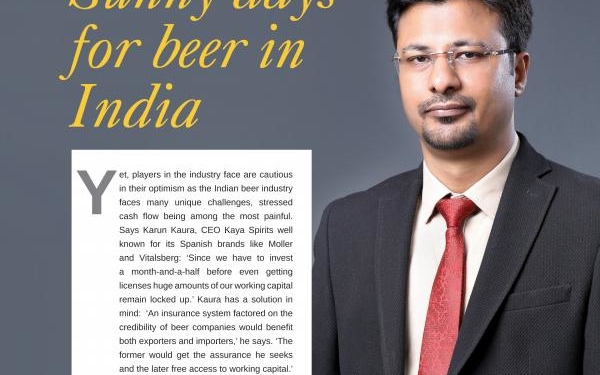 Sunny days
for beer in
India
Yet, players in the industry face are cautious
in their optimism as the Indian beer industry
faces many unique challenges, stressed
cash flow being among the most painful.
Says Karun Kaura, CEO Kaya Spirits well
known for its Spanish brands like Moller
and Vitalsberg: ‘Since we have to invest
a month-and-a-half before even getting
licenses huge amounts of our working capital
remain locked up.’ Kaura has a solution in
mind: ‘An insurance system factored on the
credibility of beer companies would benefit
both exporters and importers,’ he says. ‘The
former would get the assurance he seeks
and the later free access to working capital.’